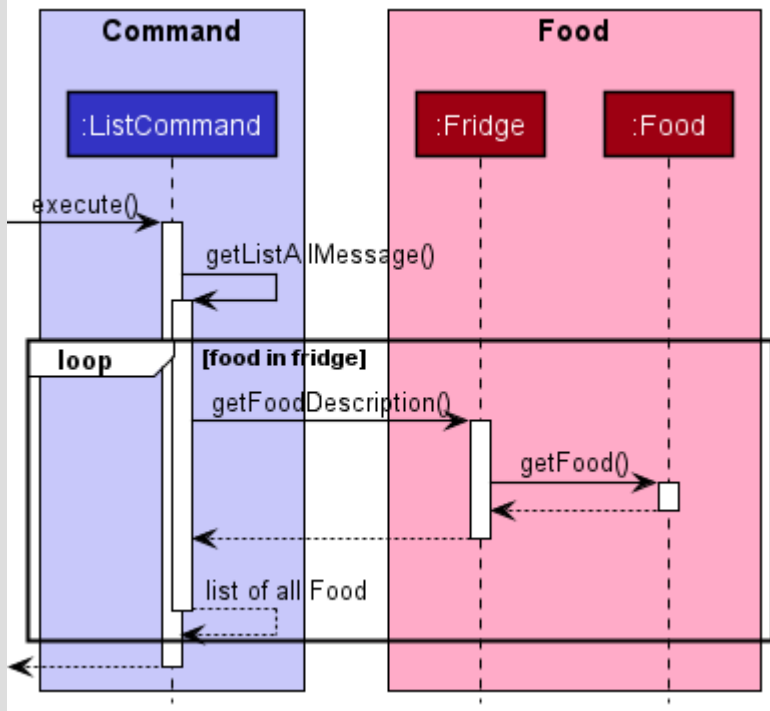 Command
Food
:ListCommand
:Fridge
:Food
execute()
getListAllMessage()
loop
[food in fridge]
getFoodDescription()
getFood()
list of all Food